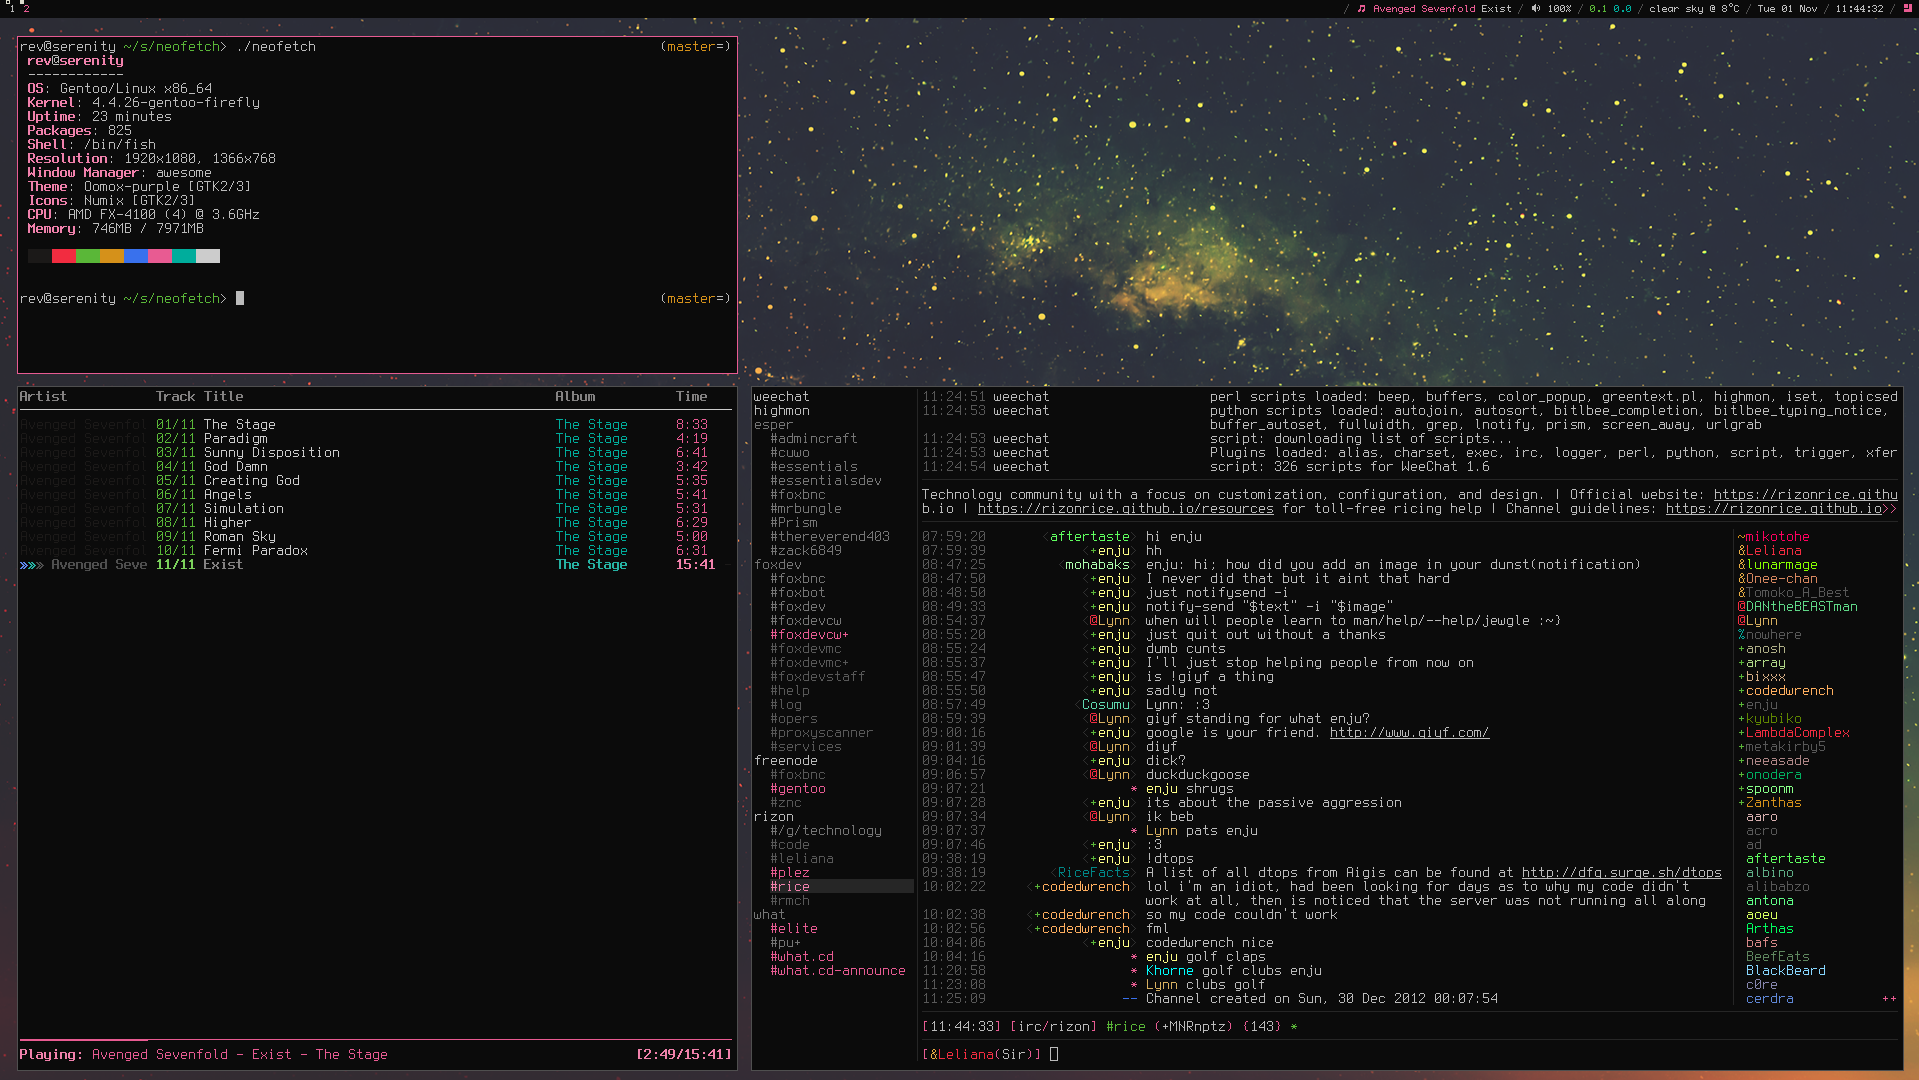 1 2
/ Avenged Sevenfold Exist / 100% / 0.1 0.0 / clear sky @ 8°C / Tue 01 Nov / 11:44:32 /
rev@serenity ~/s/neofetch> ./neofetch (master=)
rev@serenity
------------
OS: Gentoo/Linux x86_64
Kernel: 4.4.26-gentoo-firefly
Uptime: 23 minutes
Packages: 825
Shell: /bin/fish
Resolution: 1920x1080, 1366x768
Window Manager: awesome
Theme: Oomox-purple [GTK2/3]
Icons: Numix [GTK2/3]
CPU: AMD FX-4100 (4) @ 3.6GHz
Memory: 746MB / 7971MB
rev@serenity ~/s/neofetch> (master=)
Artist Track Title Album Time
Avenged Sevenfol 01/11 The Stage The Stage 8:33
Avenged Sevenfol 02/11 Paradigm The Stage 4:19
Avenged Sevenfol 03/11 Sunny Disposition The Stage 6:41
Avenged Sevenfol 04/11 God Damn The Stage 3:42
Avenged Sevenfol 05/11 Creating God The Stage 5:35
Avenged Sevenfol 06/11 Angels The Stage 5:41
Avenged Sevenfol 07/11 Simulation The Stage 5:31
Avenged Sevenfol 08/11 Higher The Stage 6:29
Avenged Sevenfol 09/11 Roman Sky The Stage 5:00
Avenged Sevenfol 10/11 Fermi Paradox The Stage 6:31
»»» Avenged Seve 11/11 Exist The Stage 15:41
Playing: Avenged Sevenfold - Exist - The Stage [2:49/15:41]
weechat
highmon
esper
#admincraft
#cuwo
#essentials
#essentialsdev
#foxbnc
#mrbungle
#Prism
#thereverend403
#zack6849
foxdev
#foxbnc
#foxbot
#foxdev
#foxdevcw
#foxdevcw+
#foxdevmc
#foxdevmc+
#foxdevstaff
#help
#log
#opers
#proxyscanner
#services
freenode
#foxbnc
#gentoo
#znc
rizon
#/g/technology
#code
#leliana
#plez
#rice
#rmch
what
#elite
#pu+
#what.cd
#what.cd-announce
11:24:51 weechat perl scripts loaded: beep, buffers, color_popup, greentext.pl, highmon, iset, topicsed
11:24:53 weechat python scripts loaded: autojoin, autosort, bitlbee_completion, bitlbee_typing_notice,
buffer_autoset, fullwidth, grep, lnotify, prism, screen_away, urlgrab
11:24:53 weechat script: downloading list of scripts...
11:24:53 weechat Plugins loaded: alias, charset, exec, irc, logger, perl, python, script, trigger, xfer
11:24:54 weechat script: 326 scripts for WeeChat 1.6
Technology community with a focus on customization, configuration, and design. | Official website: https://rizonrice.githu
b.io | https://rizonrice.github.io/resources for toll-free ricing help | Channel guidelines: https://rizonrice.github.io>>
07:59:20 <aftertaste> hi enju
07:59:39 <+enju> hh
08:47:25 <mohabaks> enju: hi; how did you add an image in your dunst(notification)
08:47:50 <+enju> I never did that but it aint that hard
08:48:50 <+enju> just notifysend -i
08:49:33 <+enju> notify-send "$text" -i "$image"
08:54:37 <@Lynn> when will people learn to man/help/--help/jewgle :~}
08:55:20 <+enju> just quit out without a thanks
08:55:24 <+enju> dumb cunts
08:55:37 <+enju> I'll just stop helping people from now on
08:55:47 <+enju> is !giyf a thing
08:55:50 <+enju> sadly not
08:57:49 <Cosumu> Lynn: :3
08:59:39 <@Lynn> giyf standing for what enju?
09:00:16 <+enju> google is your friend. http://www.giyf.com/
09:01:39 <@Lynn> diyf
09:04:16 <+enju> dick?
09:06:57 <@Lynn> duckduckgoose
09:07:21 * enju shrugs
09:07:28 <+enju> its about the passive aggression
09:07:34 <@Lynn> ik beb
09:07:37 * Lynn pats enju
09:07:46 <+enju> :3
09:38:19 <+enju> !dtops
09:38:19 <RiceFacts> A list of all dtops from Aigis can be found at http://dfg.surge.sh/dtops
10:02:22 <+codedwrench> lol i'm an idiot, had been looking for days as to why my code didn't
work at all, then is noticed that the server was not running all along
10:02:38 <+codedwrench> so my code couldn't work
10:02:56 <+codedwrench> fml
10:04:06 <+enju> codedwrench nice
10:04:16 * enju golf claps
11:20:58 * Khorne golf clubs enju
11:23:08 * Lynn clubs golf
11:25:09 -- Channel created on Sun, 30 Dec 2012 00:07:54
~mikotohe
&Leliana
&lunarmage
&Onee-chan
&Tomoko_A_Best
@DANtheBEASTman
@Lynn
%nowhere
+anosh
+array
+bixxx
+codedwrench
+enju
+kyubiko
+LambdaComplex
+metakirby5
+neeasade
+onodera
+spoonm
+Zanthas
aaro
acro
ad
aftertaste
albino
alibabzo
antona
aoeu
Arthas
bafs
BeefEats
BlackBeard
c0re
cerdra ++
[11:44:33] [irc/rizon] #rice (+MNRnptz) {143} *
[&Leliana(Sir)]